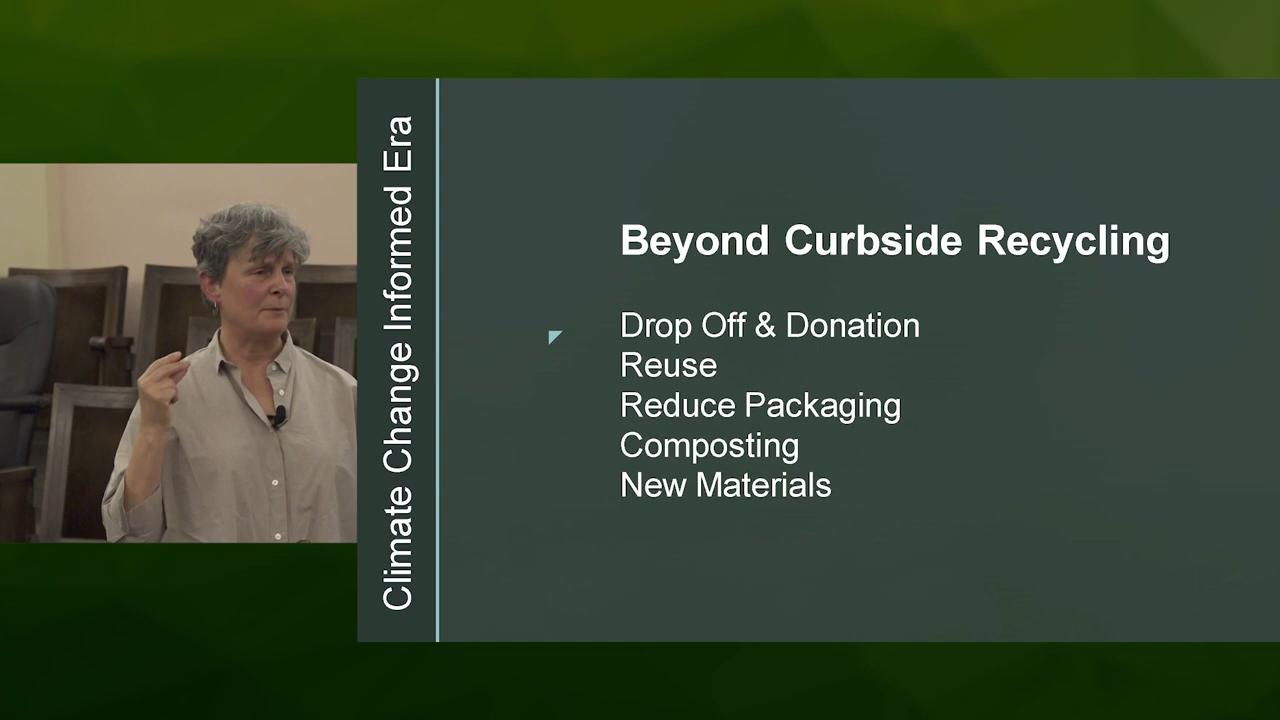 Climate Change Informed Era
Beyond Curbside Recycling
Drop Off & Donation
Reuse
Reduce Packaging
Composting
New Materials